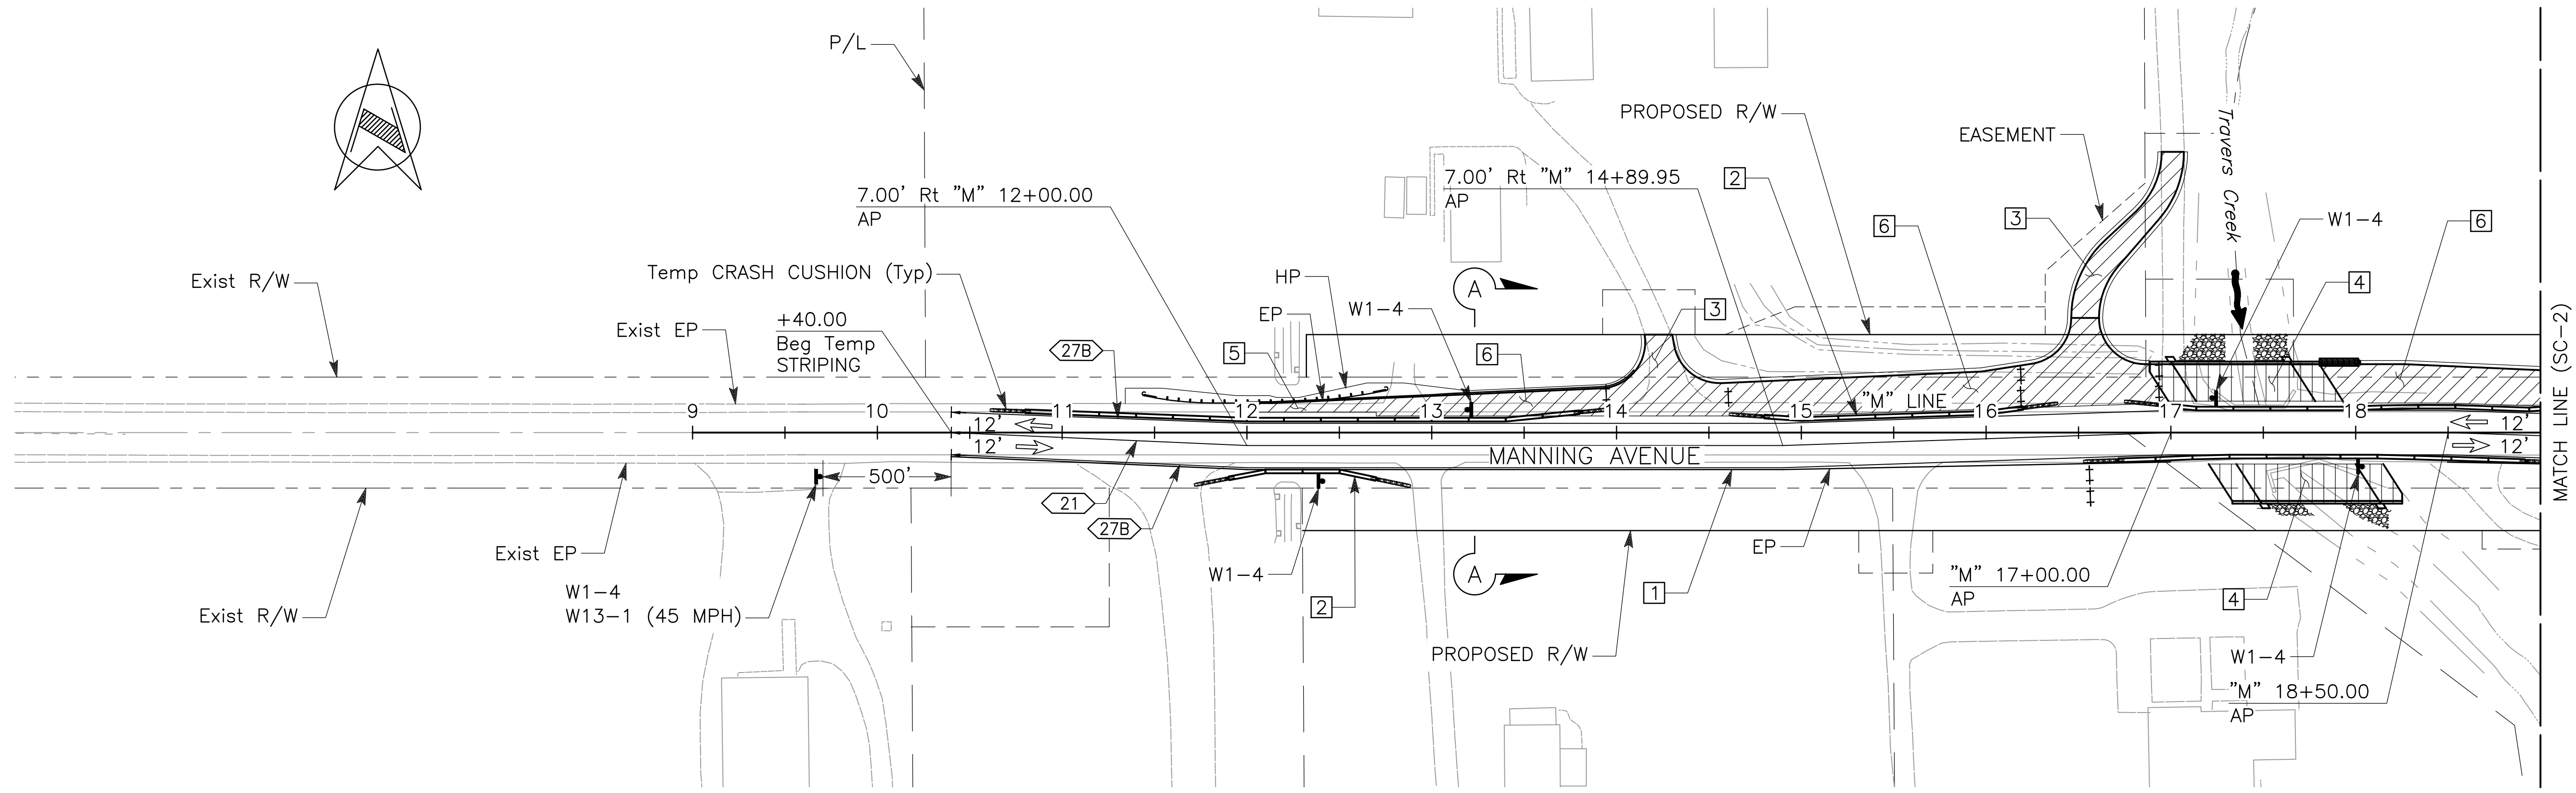 P/L
PROPOSED R/W
EASEMENT
Travers Creek
7.00' Rt "M" 12+00.00
AP
7.00' Rt "M" 14+89.95
AP
2
3
6
W1-4
6
Exist R/W
Temp CRASH CUSHION (Typ)
HP
A
4
Exist EP
+40.00
Beg Temp
STRIPING
EP
W1-4
3
27B
5
6
MATCH LINE (SC-2)
9
10
11
12
13
14
15
16
17
18
"M" LINE
12'
12'
12'
12'
MANNING AVENUE
500'
21
27B
Exist EP
W1-4
W13-1 (45 MPH)
Exist R/W
W1-4
2
A
1
EP
"M" 17+00.00
AP
4
PROPOSED R/W
W1-4
"M" 18+50.00
AP